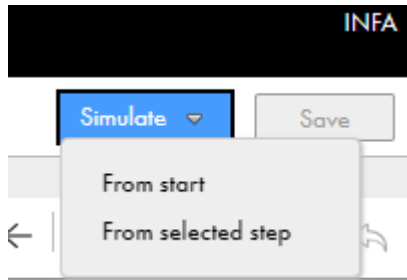 INFA
Simulate
Save
From start
From selected step